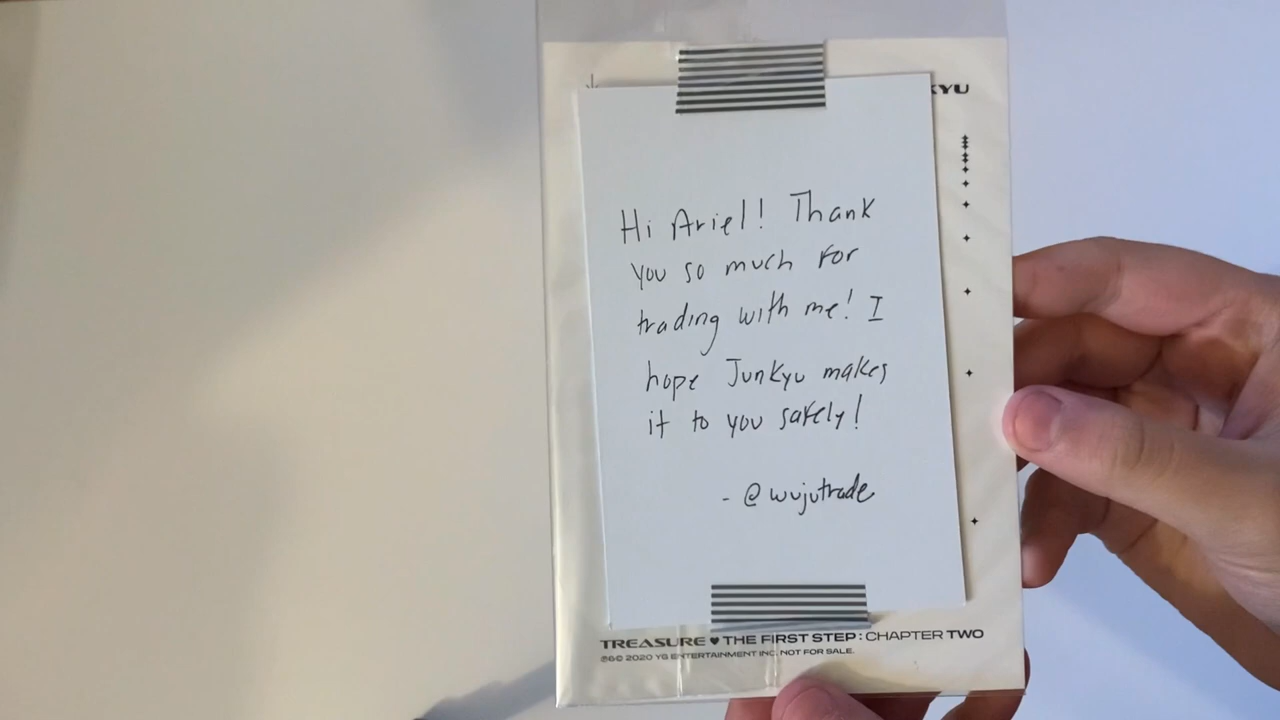 KYU
Hi Ariel! Thank
you so much for
trading with me! I
hope Junkyu makes
it to you safely!
- @wujutrade
TREASURE ♥ THE FIRST STEP : CHAPTER TWO
℗© 2020 YG ENTERTAINMENT INC. NOT FOR SALE.